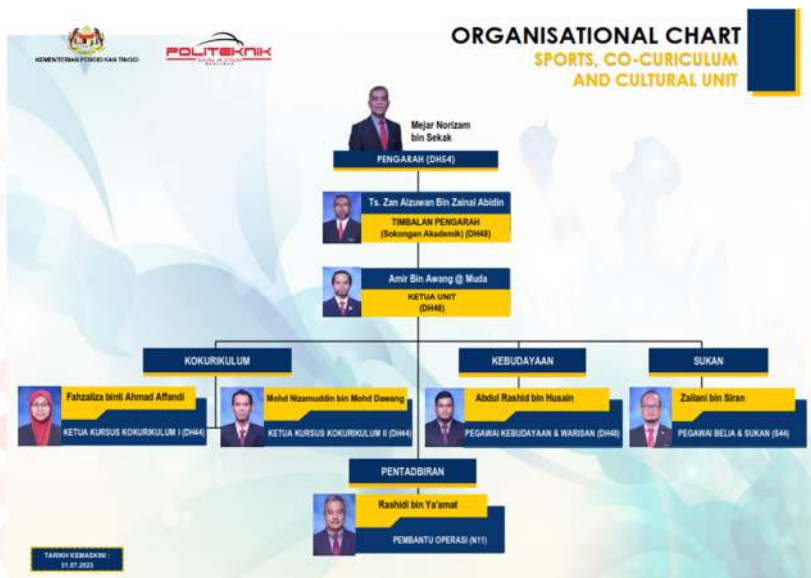 ORGANISATIONAL CHART
SPORTS, CO-CURICULUM
AND CULTURAL UNIT
KEMENTERIAN PENDIDIKAN TINGGI
POLITEKNIK
MALAYSIA
Mejar Norizam
bin Sekak
PENGARAH (DH54)
Ts. Zan Aizuwan Bin Zainal Abidin
TIMBALAN PENGARAH
(Sokongan Akademik) (DH48)
Amir Bin Awang @ Muda
KETUA UNIT
(DH48)
KOKURIKULUM
KEBUDAYAAN
SUKAN
Fahzaliza binti Ahmad Affandi
KETUA KURSUS KOKURIKULUM I (DH44)
Mohd Nizamuddin bin Mohd Dawang
KETUA KURSUS KOKURIKULUM II (DH44)
Abdul Rashid bin Husain
PEGAWAI KEBUDAYAAN & WARISAN (DH48)
Zailani bin Siran
PEGAWAI BELIA & SUKAN (S44)
PENTADBIRAN
Rashidi bin Ya'amat
PEMBANTU OPERASI (N11)
TARIKH KEMASKINI :
31.07.2023